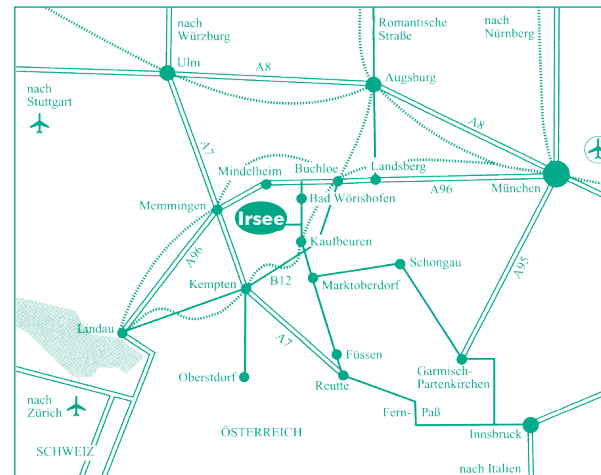 nach
Würzburg
Romantische
Straße
nach
Nürnberg
Ulm
A8
Augsburg
nach
Stuttgart
A7
A8
Mindelheim
Buchloe
Landsberg
A96
München
Bad Wörishofen
Memmingen
Irsee
Kaufbeuren
A96
Kempten
B12
Marktoberdorf
Schongau
A95
Lindau
A7
Füssen
Oberstdorf
Reutte
Garmisch-
Partenkirchen
nach
Zürich
Fern-
Paß
ÖSTERREICH
Innsbruck
SCHWEIZ
nach Italien